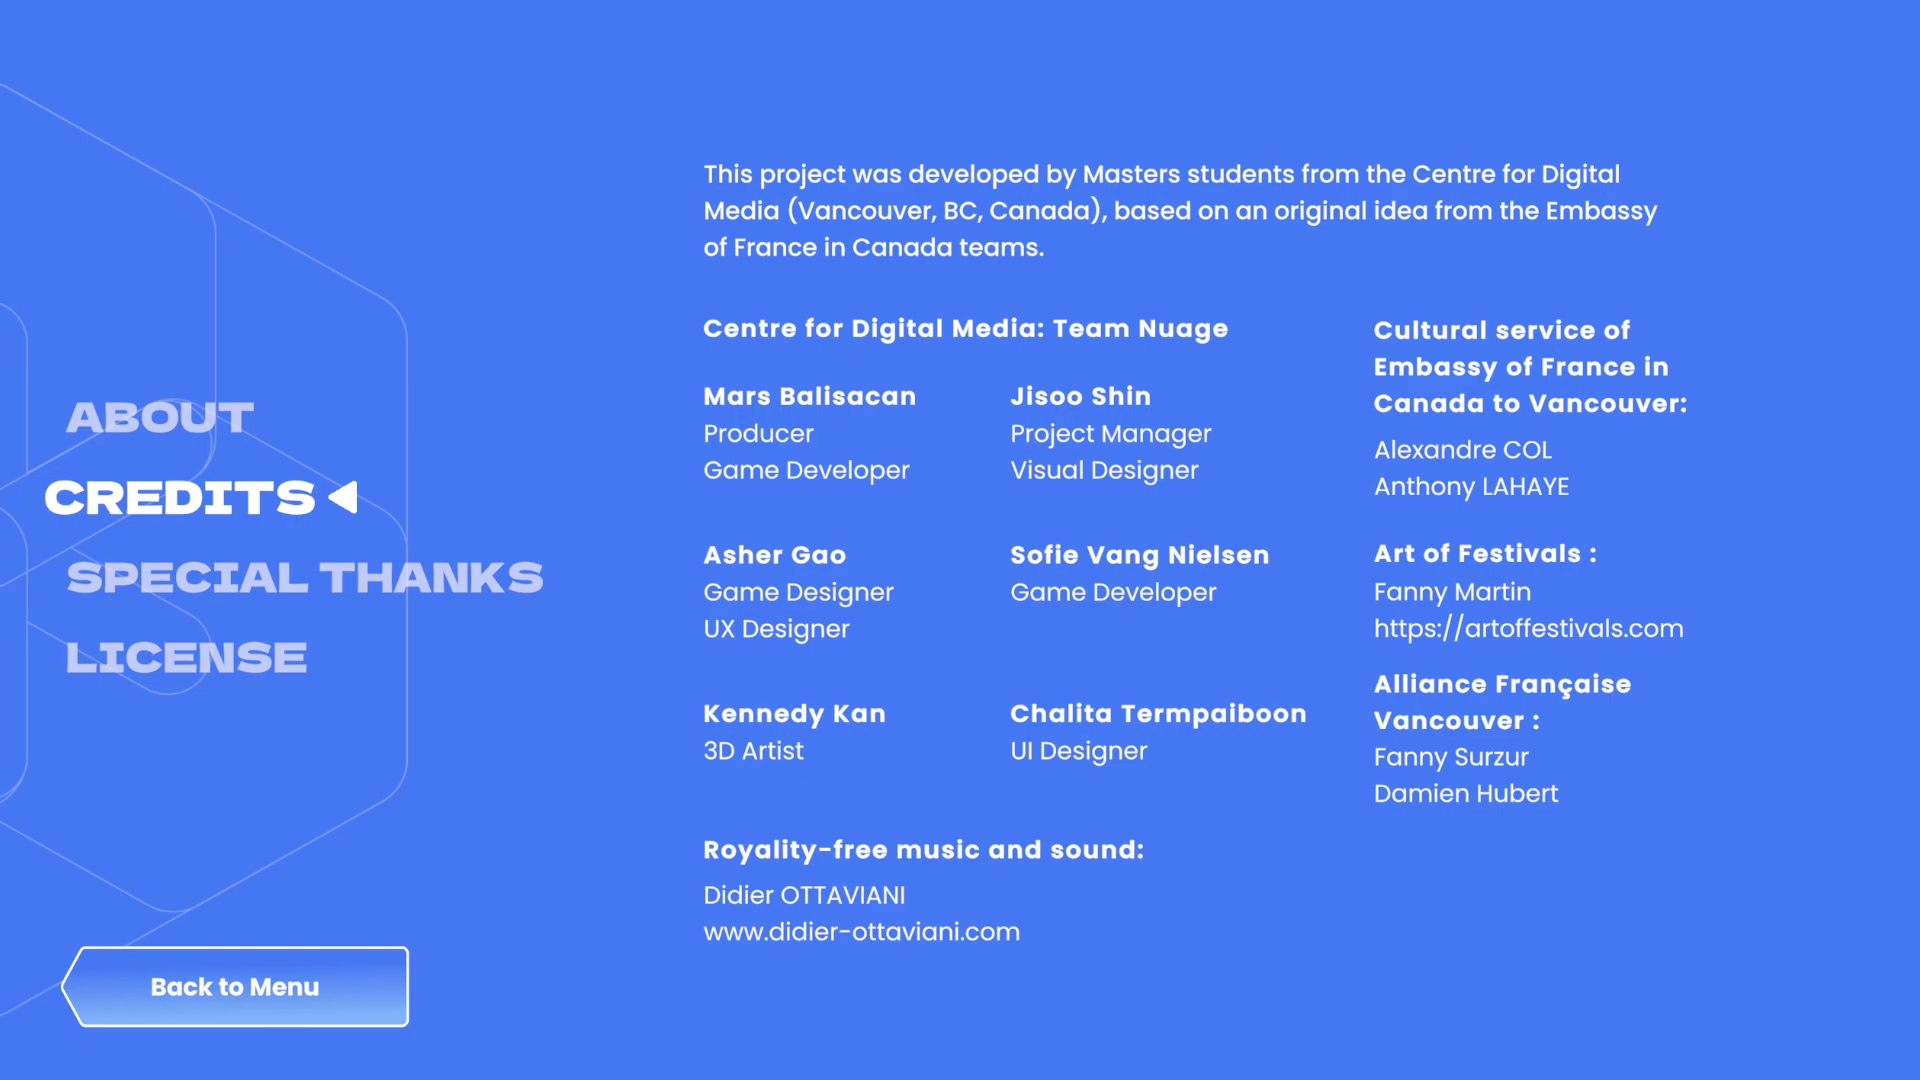 ABOUT
CREDITS
SPECIAL THANKS
LICENSE
Back to Menu
This project was developed by Masters students from the Centre for Digital
Media (Vancouver, BC, Canada), based on an original idea from the Embassy
of France in Canada teams.
Centre for Digital Media: Team Nuage
Mars Balisacan
Producer
Game Developer
Jisoo Shin
Project Manager
Visual Designer
Asher Gao
Game Designer
UX Designer
Sofie Vang Nielsen
Game Developer
Kennedy Kan
3D Artist
Chalita Termpaiboon
UI Designer
Royality-free music and sound:
Didier OTTAVIANI
www.didier-ottaviani.com
Cultural service of
Embassy of France in
Canada to Vancouver:
Alexandre COL
Anthony LAHAYE
Art of Festivals :
Fanny Martin
https://artoffestivals.com
Alliance Française
Vancouver :
Fanny Surzur
Damien Hubert